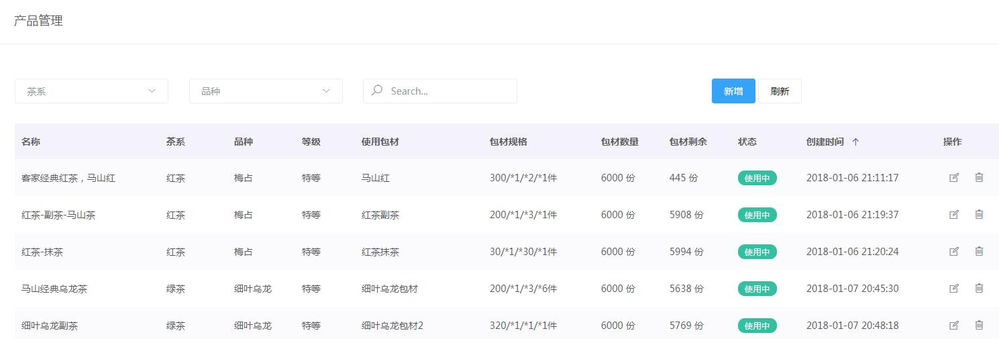 产品管理
茶系 品种 Search... 新增 刷新
名称 茶系 品种 等级 使用包材 包材规格 包材数量 包材剩余 状态 创建时间 操作
客家经典红茶，马山红 红茶 梅占 特等 马山红 300/*1/*2/*1件 6000 份 445 份 使用中 2018-01-06 21:11:17
红茶-副茶-马山茶 红茶 梅占 特等 红茶副茶 200/*1/*3/*1件 6000 份 5908 份 使用中 2018-01-06 21:19:37
红茶-抹茶 红茶 梅占 特等 红茶抹茶 30/*1/*30/*1件 6000 份 5994 份 使用中 2018-01-06 21:20:24
马山经典乌龙茶 绿茶 细叶乌龙 特等 细叶乌龙包材 200/*1/*3/*6件 6000 份 5638 份 使用中 2018-01-07 20:45:30
细叶乌龙副茶 绿茶 细叶乌龙 特等 细叶乌龙包材2 320/*1/*1/*1件 6000 份 5769 份 使用中 2018-01-07 20:48:18